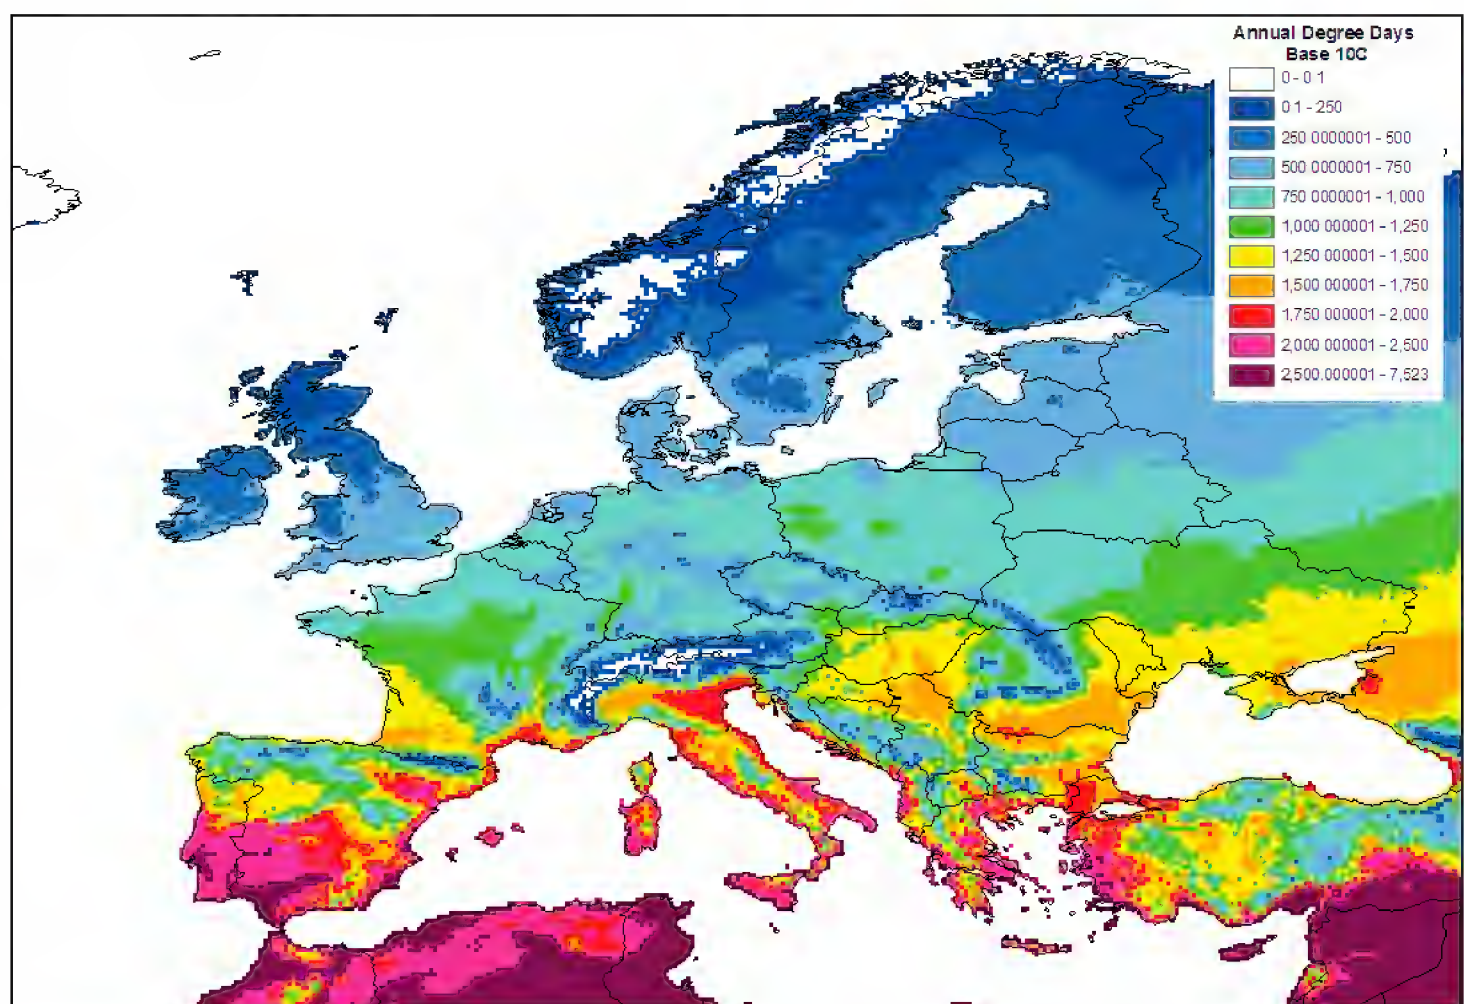 Annual Degree Days
Base 10C
0 - 0 1
0 1 - 250
250 0000001 - 500
500 0000001 - 750
750 0000001 - 1,000
1,000 000001 - 1,250
1,250 000001 - 1,500
1,500 000001 - 1,750
1,750 000001 - 2,000
2,000 000001 - 2,500
2,500.000001 - 7,523